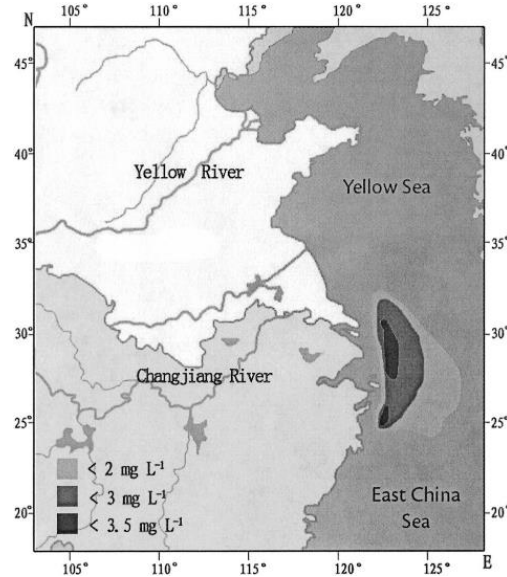 N
105° 110° 115° 120° 125°
45°
40°
35°
30°
25°
20°
45°
40°
35°
30°
25°
20°
Yellow River
Yellow Sea
Changjiang River
< 2 mg L⁻¹
< 3 mg L⁻¹
< 3.5 mg L⁻¹
East China
Sea
105° 110° 115° 120° 125°
E